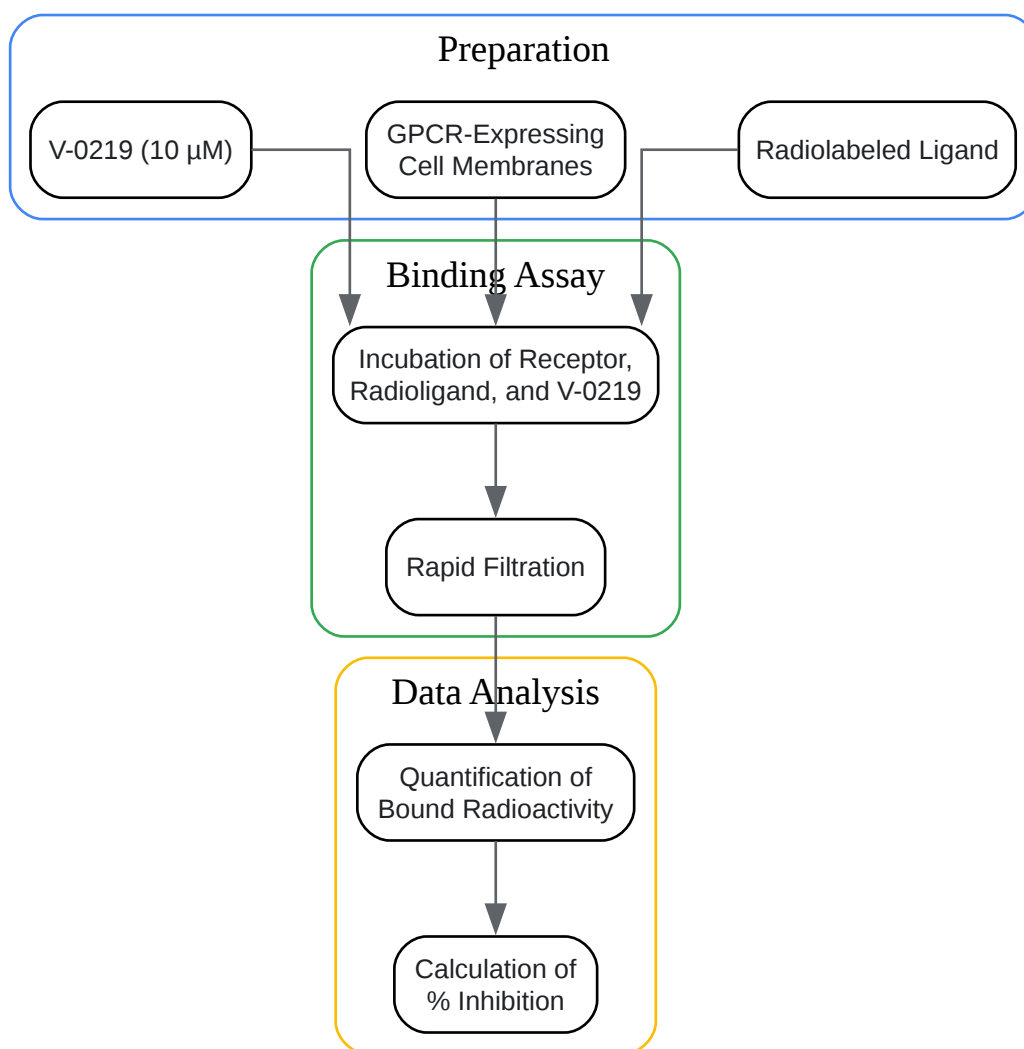 Preparation
V-0219 (10 µM)
GPCR-Expressing
Cell Membranes
Radiolabeled Ligand
Binding Assay
Incubation of Receptor,
Radioligand, and V-0219
Rapid Filtration
Data Analysis
Quantification of
Bound Radioactivity
Calculation of
% Inhibition